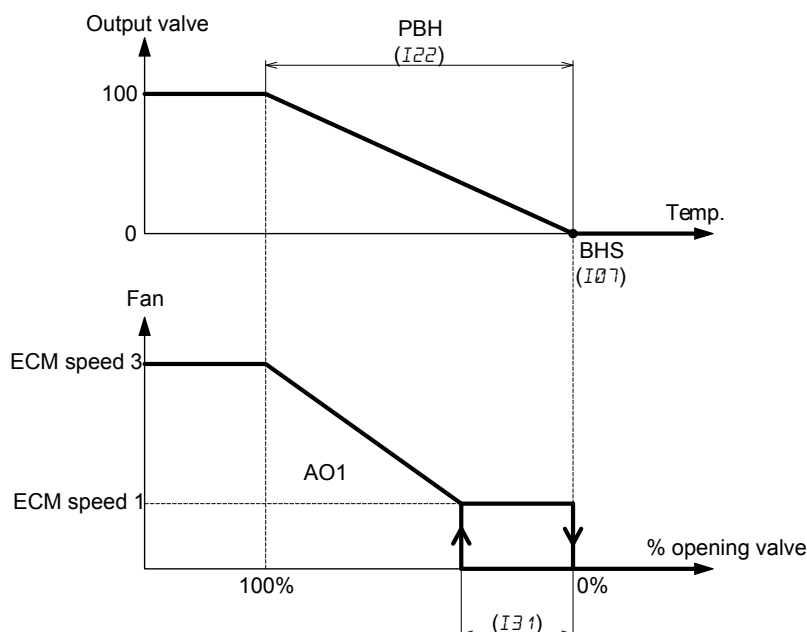 Output valve
PBH
(I22)
100
0
Temp.
BHS
(I07)
Fan
ECM speed 3
AO1
ECM speed 1
% opening valve
100%
0%
(I31)